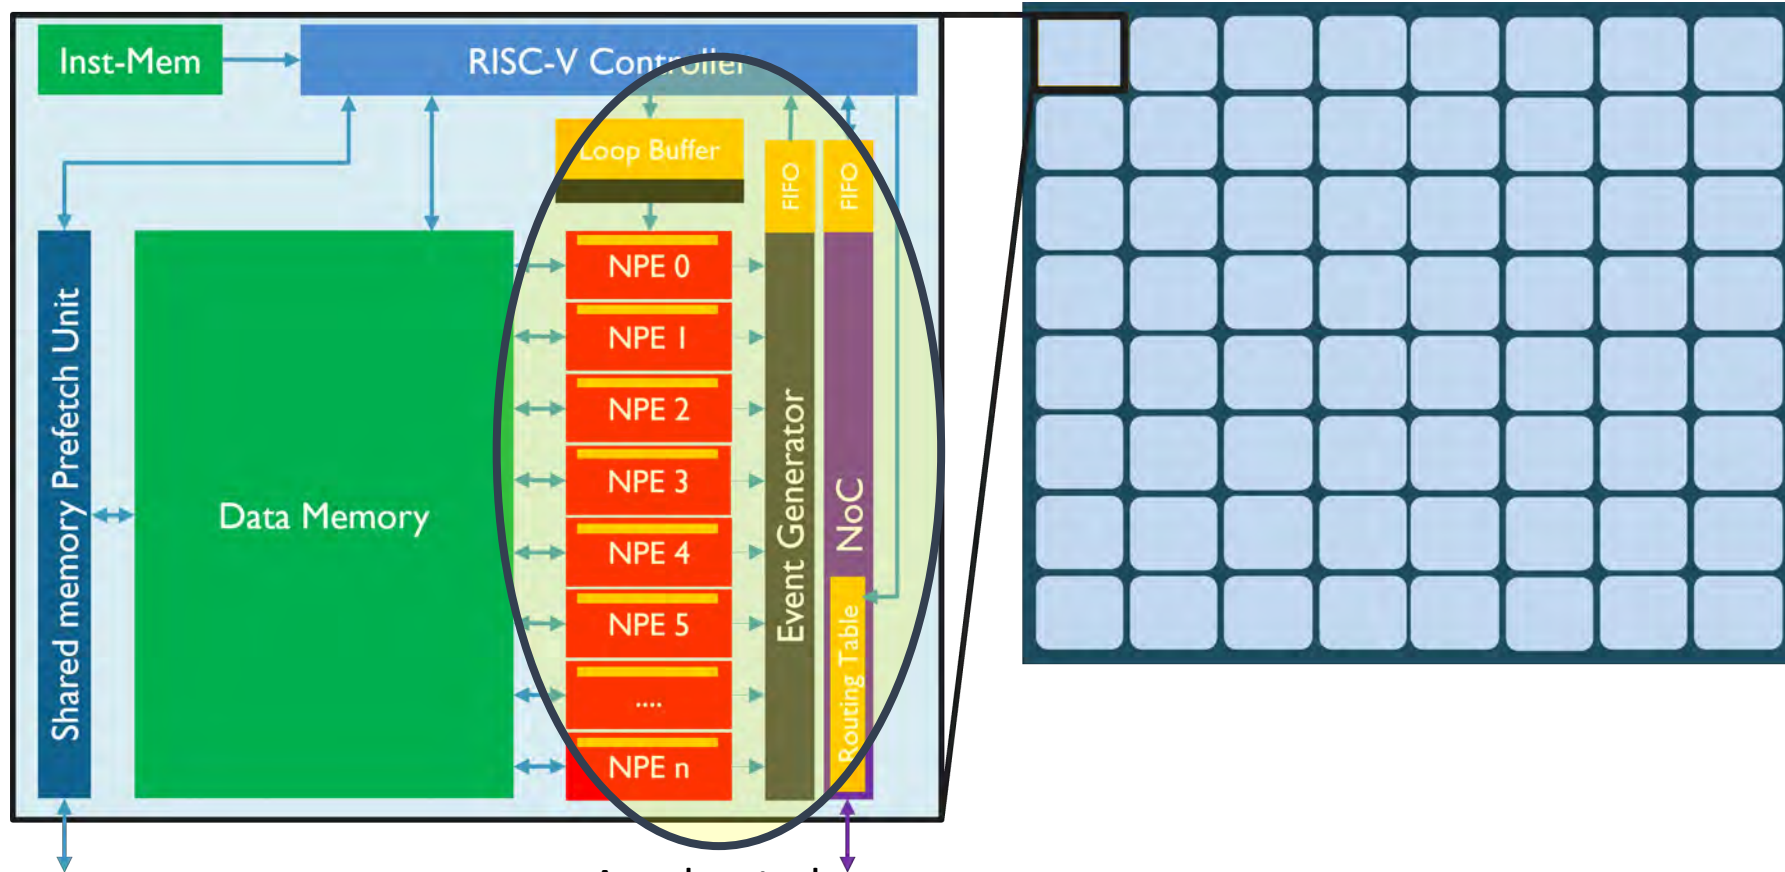 Inst-Mem
RISC-V Controller
Loop Buffer
FIFO
FIFO
Shared memory Prefetch Unit
Data Memory
NPE 0
NPE 1
NPE 2
NPE 3
NPE 4
NPE 5
....
NPE n
Event Generator
NoC
Routing Table